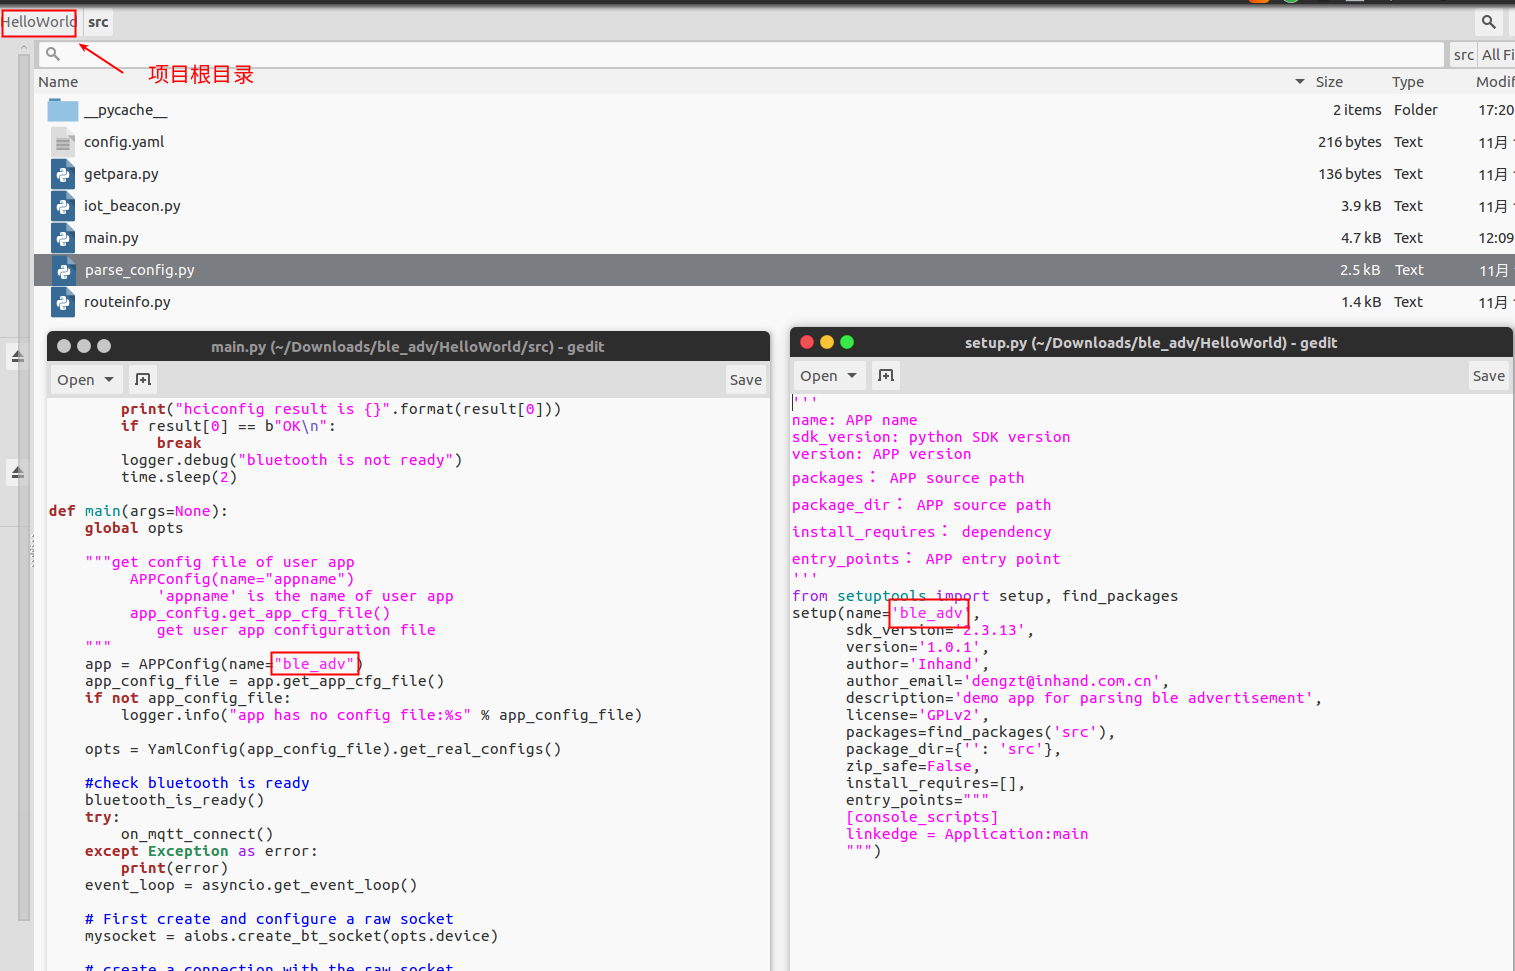 HelloWorld src
项目根目录
src All Fi
Name Size Type Modif
__pycache__ 2 items Folder 17:20
config.yaml 216 bytes Text 11月
getpara.py 136 bytes Text 11月
iot_beacon.py 3.9 kB Text 11月
main.py 4.7 kB Text 12:09
parse_config.py 2.5 kB Text 11月
routeinfo.py 1.4 kB Text 11月
main.py (~/Downloads/ble_adv/HelloWorld/src) - gedit
Open Save
print("hciconfig result is {}".format(result[0]))
if result[0] == b"OK\n":
break
logger.debug("bluetooth is not ready")
time.sleep(2)
def main(args=None):
global opts
"""get config file of user app
APPConfig(name="appname")
'appname' is the name of user app
app_config.get_app_cfg_file()
get user app configuration file
"""
app = APPConfig(name="ble_adv")
app_config_file = app.get_app_cfg_file()
if not app_config_file:
logger.info("app has no config file:%s" % app_config_file)
opts = YamlConfig(app_config_file).get_real_configs()
#check bluetooth is ready
bluetooth_is_ready()
try:
on_mqtt_connect()
except Exception as error:
print(error)
event_loop = asyncio.get_event_loop()
# First create and configure a raw socket
mysocket = aiobs.create_bt_socket(opts.device)
# create a connection with the raw socket
setup.py (~/Downloads/ble_adv/HelloWorld) - gedit
Open Save
'''
name: APP name
sdk_version: python SDK version
version: APP version
packages： APP source path
package_dir： APP source path
install_requires： dependency
entry_points： APP entry point
'''
from setuptools import setup, find_packages
setup(name='ble_adv',
sdk_version='2.3.13',
version='1.0.1',
author='Inhand',
author_email='dengzt@inhand.com.cn',
description='demo app for parsing ble advertisement',
license='GPLv2',
packages=find_packages('src'),
package_dir={'': 'src'},
zip_safe=False,
install_requires=[],
entry_points="""
[console_scripts]
linkedge = Application:main
""")